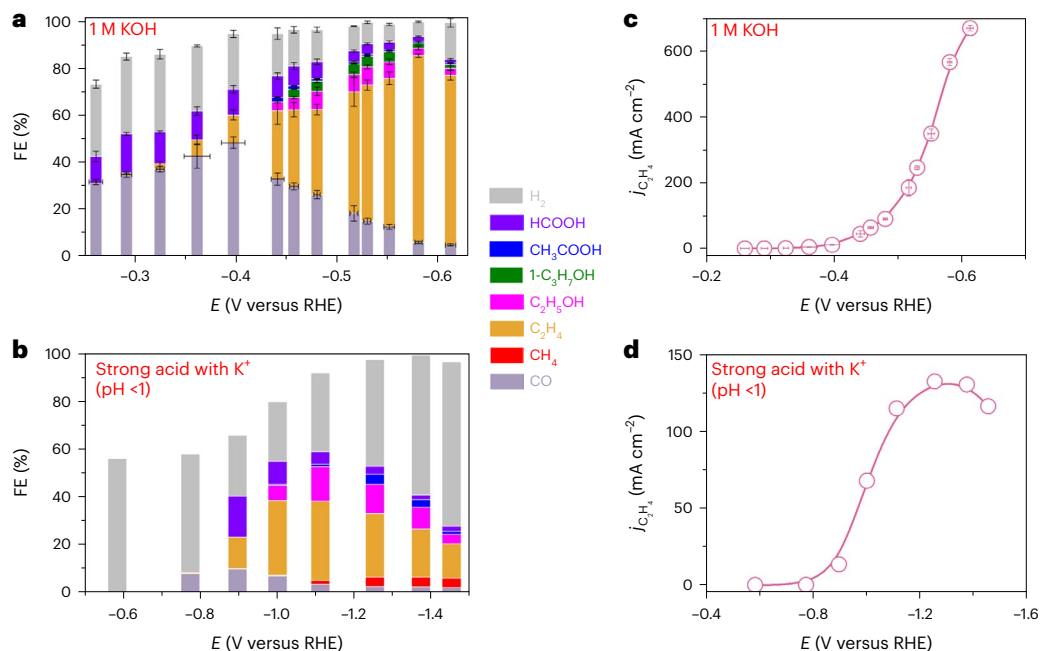 a
1 M KOH
100
80
60
40
20
0
FE (%)
−0.3
−0.4
−0.5
−0.6
E (V versus RHE)
H₂
HCOOH
CH₃COOH
1-C₃H₇OH
C₂H₅OH
C₂H₄
CH₄
CO
b
Strong acid with K⁺
(pH <1)
100
80
60
40
20
0
FE (%)
−0.6
−0.8
−1.0
−1.2
−1.4
E (V versus RHE)
c
1 M KOH
600
400
200
0
j C₂H₄ (mA cm⁻²)
−0.2
−0.4
−0.6
E (V versus RHE)
d
Strong acid with K⁺
(pH <1)
150
100
50
0
j C₂H₄ (mA cm⁻²)
−0.4
−0.8
−1.2
−1.6
E (V versus RHE)